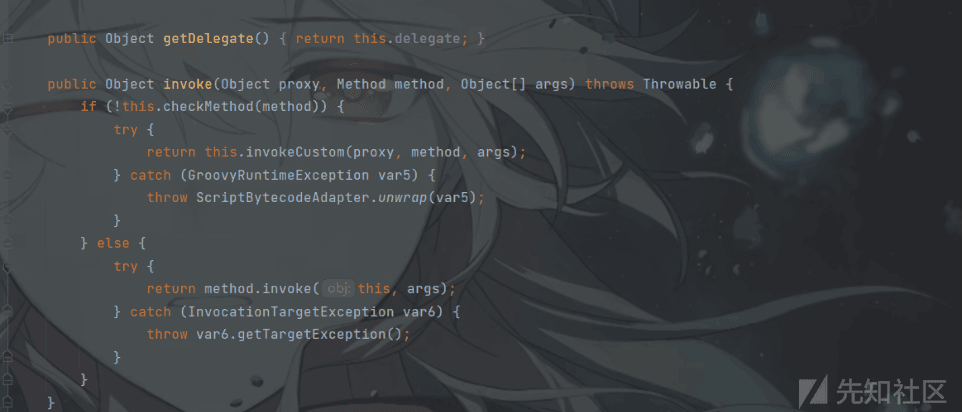 public Object getDelegate() { return this.delegate; }
public Object invoke(Object proxy, Method method, Object[] args) throws Throwable {
if (!this.checkMethod(method)) {
try {
return this.invokeCustom(proxy, method, args);
} catch (GroovyRuntimeException var5) {
throw ScriptBytecodeAdapter.unwrap(var5);
}
} else {
try {
return method.invoke( obj: this, args);
} catch (InvocationTargetException var6) {
throw var6.getTargetException();
}
}
}
先知社区